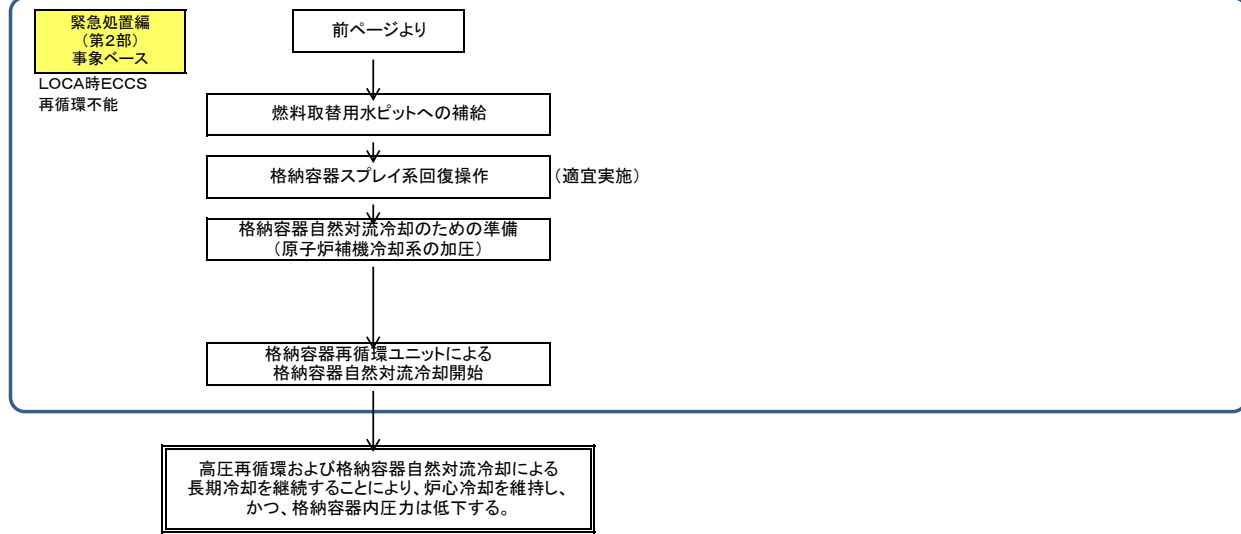 緊急処置編
(第2部)
事象ベース
LOCA時ECCS
再循環不能
前ページより
燃料取替用水ピットへの補給
格納容器スプレイ系回復操作
(適宜実施)
格納容器自然対流冷却のための準備
(原子炉補機冷却系の加圧)
格納容器再循環ユニットによる
格納容器自然対流冷却開始
高圧再循環および格納容器自然対流冷却による
長期冷却を継続することにより、炉心冷却を維持し、
かつ、格納容器内圧力は低下する。